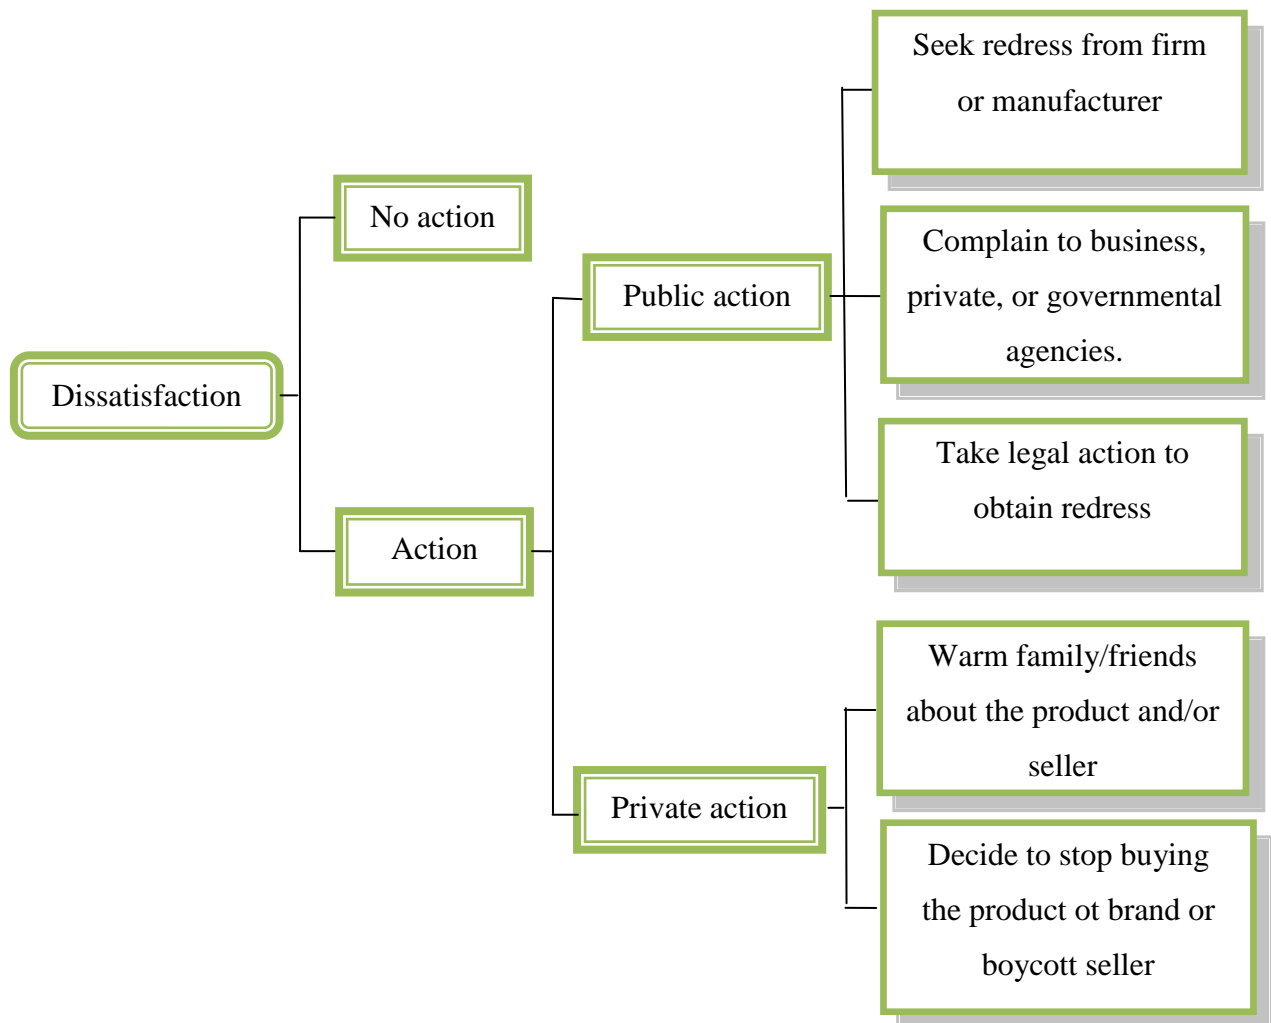 Dissatisfaction
No action
Action
Public action
Private action
Seek redress from firm
or manufacturer
Complain to business,
private, or governmental
agencies.
Take legal action to
obtain redress
Warm family/friends
about the product and/or
seller
Decide to stop buying
the product ot brand or
boycott seller